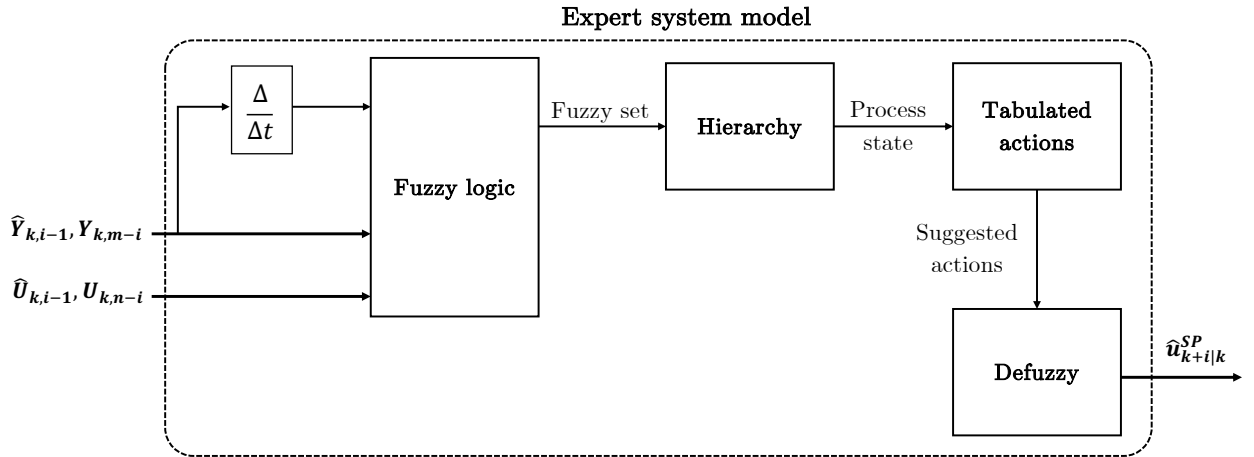 Expert system model
Δ
Δt
Fuzzy logic
Fuzzy set
Hierarchy
Process
state
Tabulated
actions
Ŷ_{k,i−1}, Y_{k,m−i}
Û_{k,i−1}, U_{k,n−i}
Suggested
actions
Defuzzy
û^{SP}_{k+i|k}